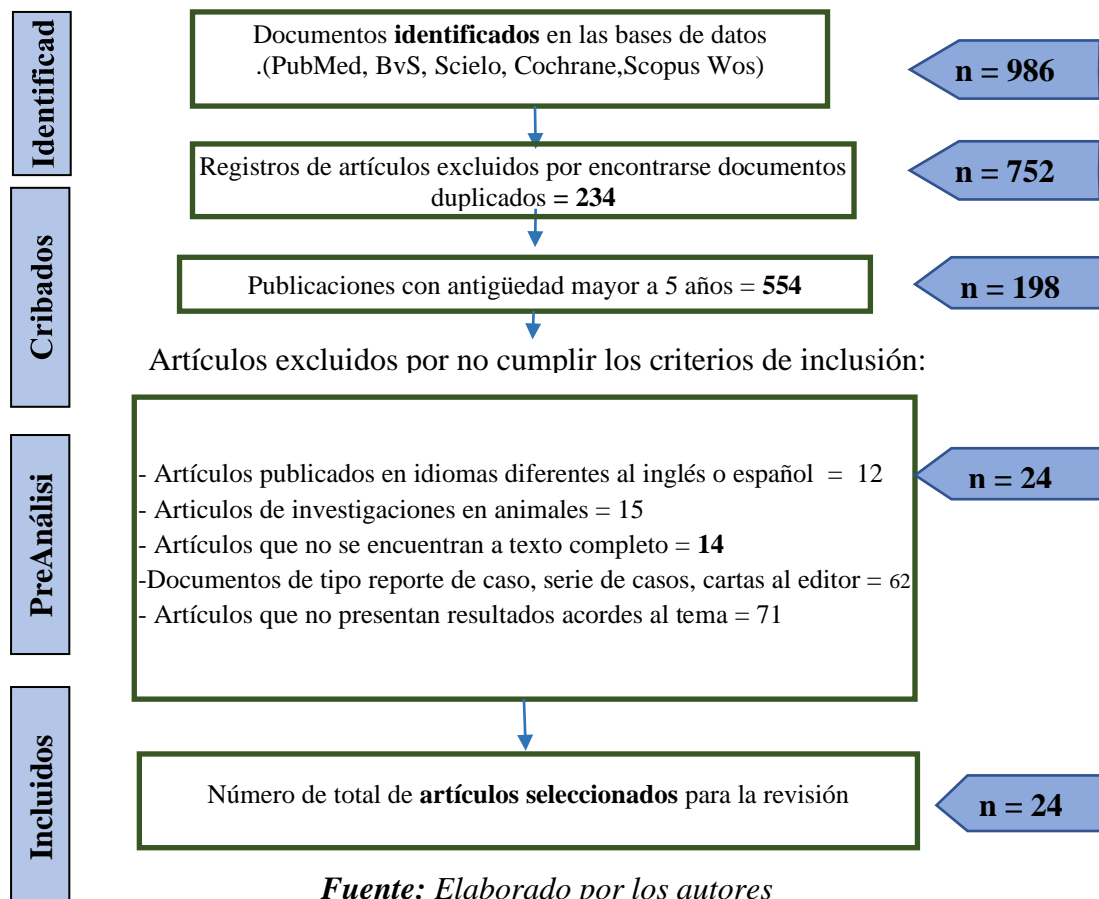 Identificad
Documentos identificados en las bases de datos
.(PubMed, BvS, Scielo, Cochrane,Scopus Wos)
n = 986
Registros de artículos excluidos por encontrarse documentos
duplicados = 234
n = 752
Cribados
Publicaciones con antigüedad mayor a 5 años = 554
n = 198
Artículos excluidos por no cumplir los criterios de inclusión:
PreAnálisi
- Artículos publicados en idiomas diferentes al inglés o español = 12
- Articulos de investigaciones en animales = 15
- Artículos que no se encuentran a texto completo = 14
-Documentos de tipo reporte de caso, serie de casos, cartas al editor = 62
- Artículos que no presentan resultados acordes al tema = 71
n = 24
Incluidos
Número de total de artículos seleccionados para la revisión
n = 24
Fuente: Elaborado por los autores